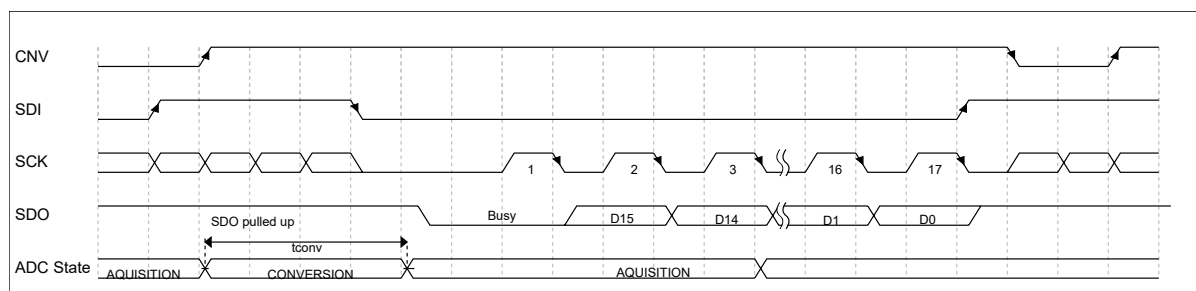 CNV
SDI
SCK 1 2 3 16 17
SDO SDO pulled up Busy D15 D14 D1 D0
tconv
ADC State AQUISITION CONVERSION AQUISITION